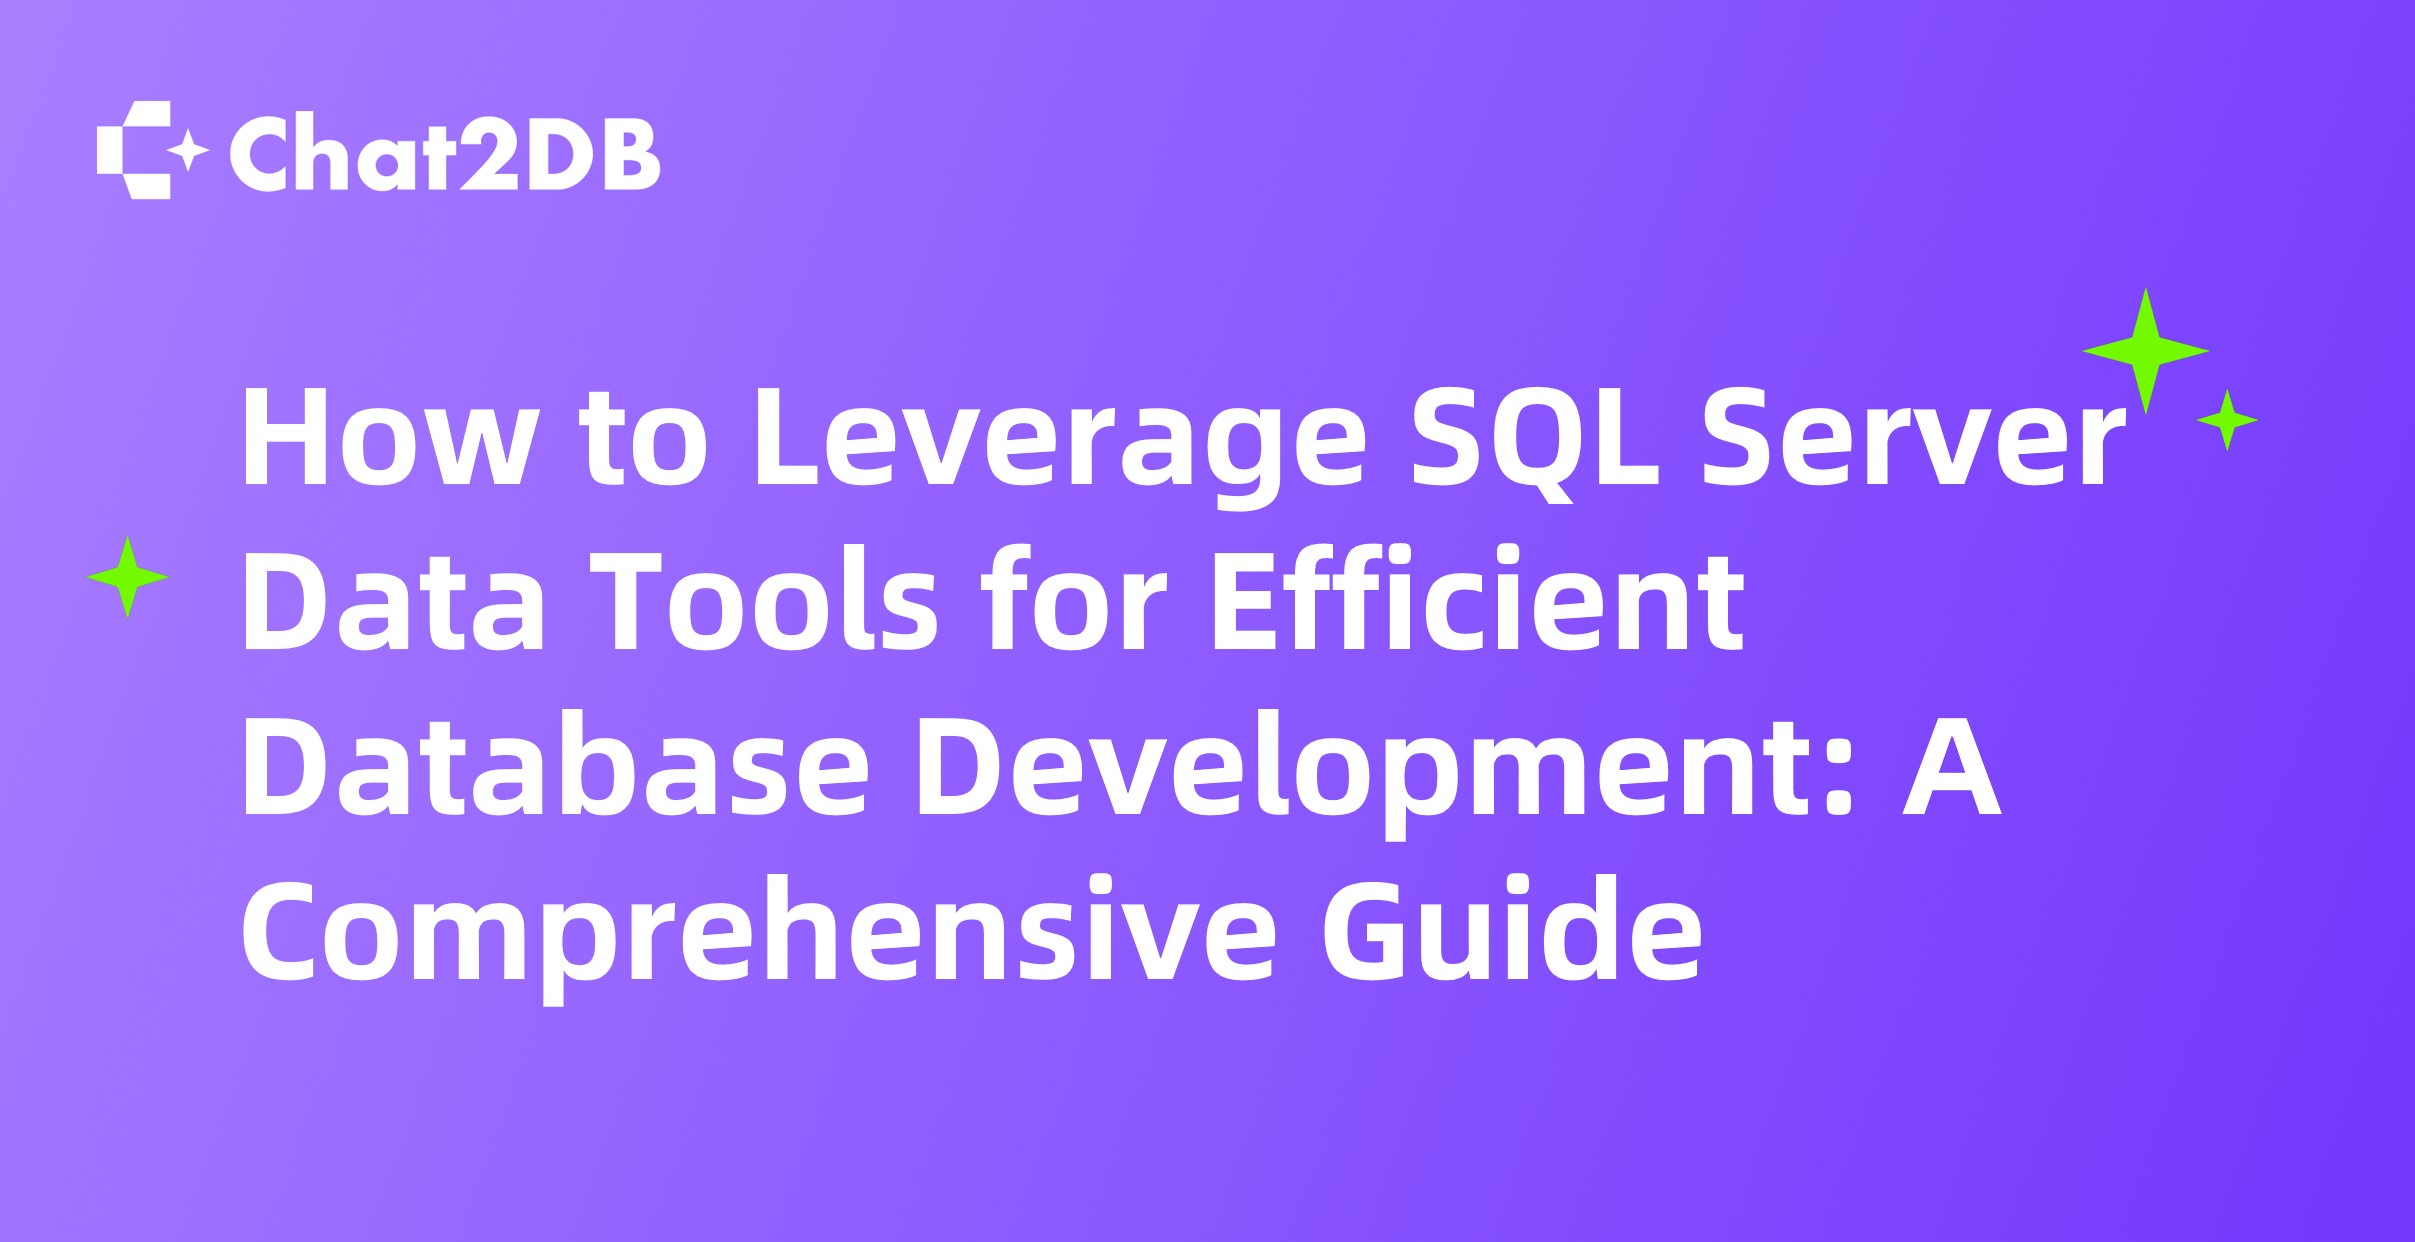 Chat2DB
How to Leverage SQL Server
Data Tools for Efficient
Database Development: A
Comprehensive Guide